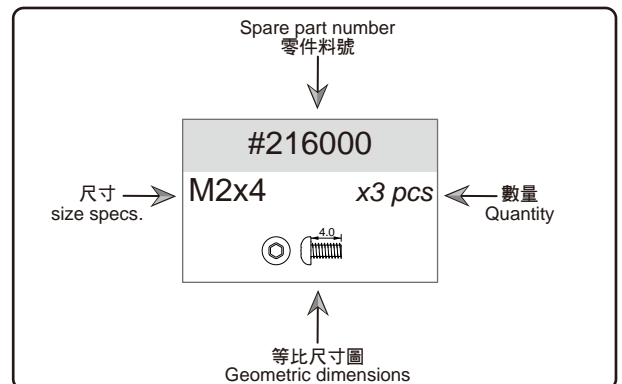 Spare part number
零件料號
#216000
尺寸
size specs.
M2x4
x3 pcs
數量
Quantity
4.0
等比尺寸圖
Geometric dimensions